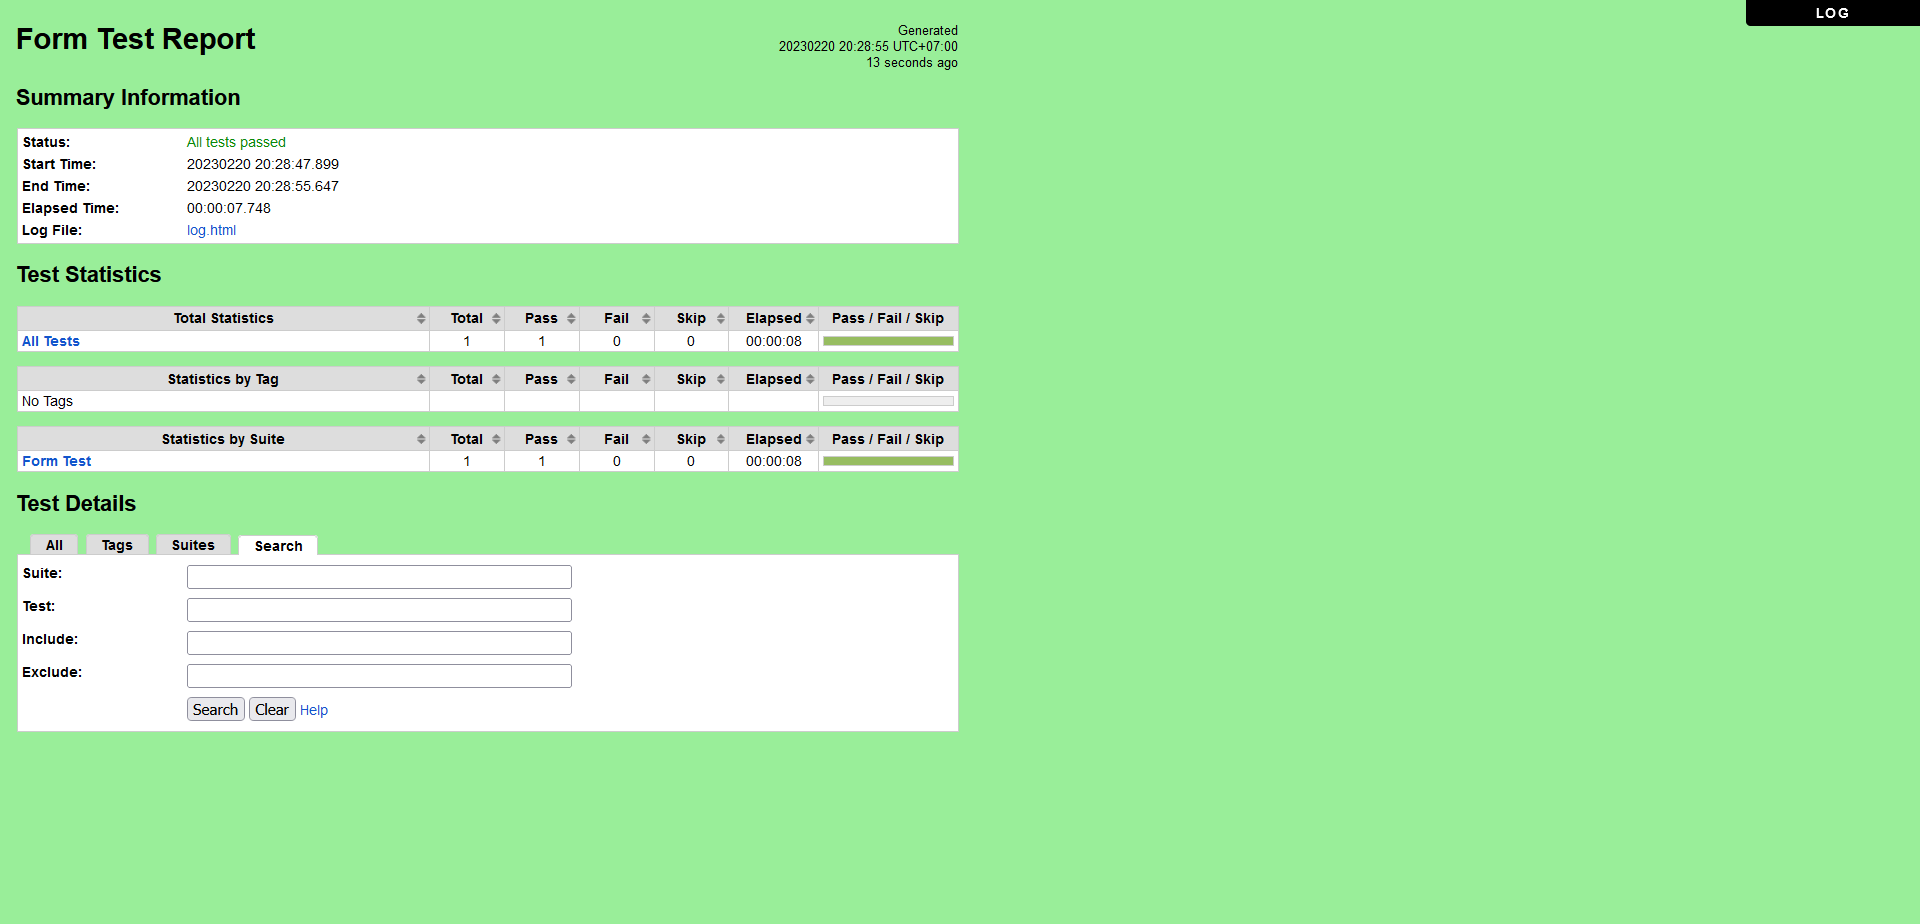 LOG
Form Test Report
Generated
20230220 20:28:55 UTC+07:00
13 seconds ago
Summary Information
Status: All tests passed
Start Time: 20230220 20:28:47.899
End Time: 20230220 20:28:55.647
Elapsed Time: 00:00:07.748
Log File: log.html
Test Statistics
Total Statistics Total Pass Fail Skip Elapsed Pass / Fail / Skip
All Tests 1 1 0 0 00:00:08
Statistics by Tag Total Pass Fail Skip Elapsed Pass / Fail / Skip
No Tags
Statistics by Suite Total Pass Fail Skip Elapsed Pass / Fail / Skip
Form Test 1 1 0 0 00:00:08
Test Details
All Tags Suites Search
Suite:
Test:
Include:
Exclude:
Search Clear Help